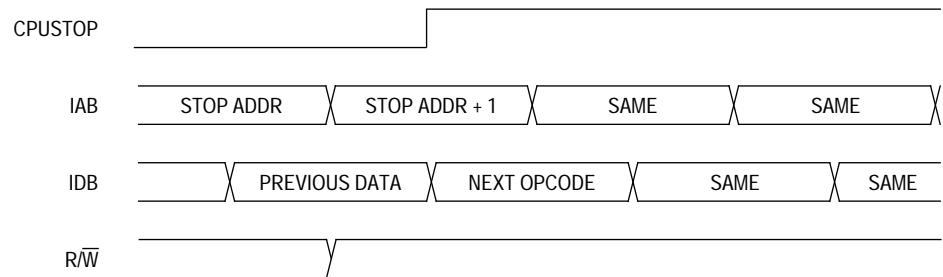 CPUSTOP
IAB STOP ADDR STOP ADDR + 1 SAME SAME
IDB PREVIOUS DATA NEXT OPCODE SAME SAME
R/W̅